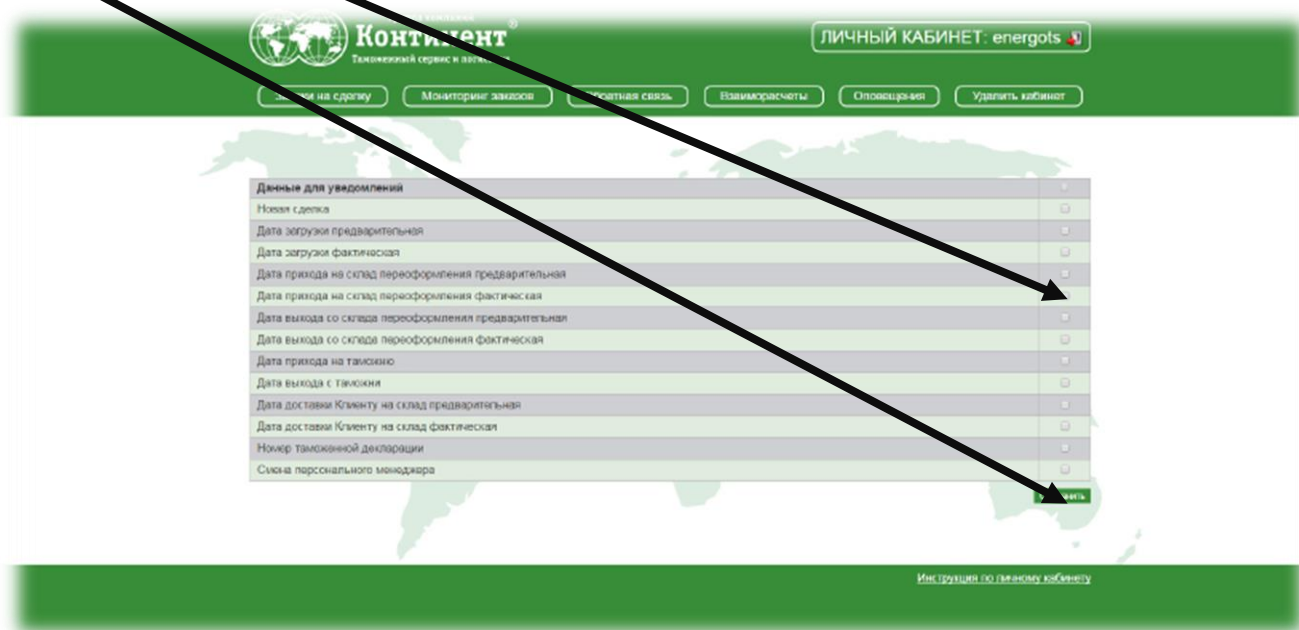 Континент®
Таможенный сервис и
ЛИЧНЫЙ КАБИНЕТ: energots
на сделку
Мониторинг заказов
Обратная связь
Взаиморасчеты
Оповещения
Удалить кабинет
Данные для уведомлений
Новая сделка
Дата загрузки предварительная
Дата загрузки фактическая
Дата прихода на склад переоформления предварительная
Дата прихода на склад переоформления фактическая
Дата выхода со склада переоформления предварительная
Дата выхода со склада переоформления фактическая
Дата прихода на таможню
Дата выхода с таможни
Дата доставки Клиенту на склад предварительная
Дата доставки Клиенту на склад фактическая
Номер таможенной декларации
Смена персонального менеджера
Инструкция по личному кабинету